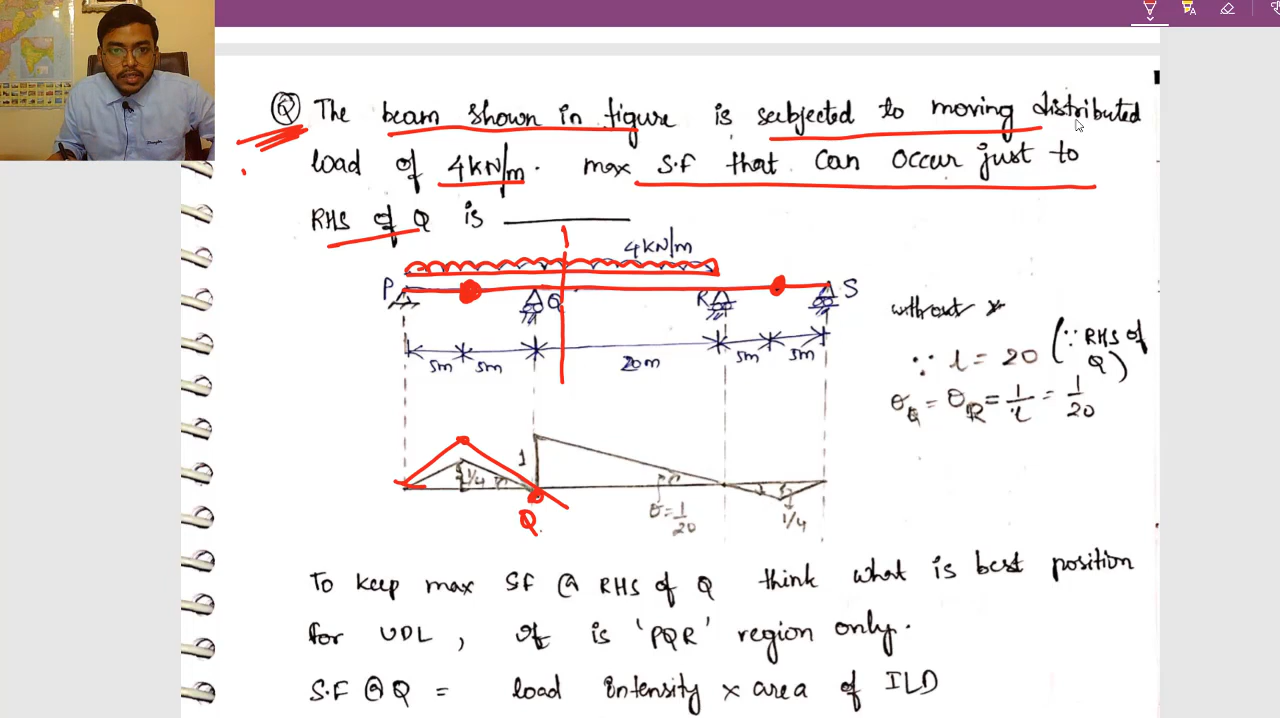 Q The beam shown in figure is subjected to moving distributed
load of 4kN/m. max S.F that can occur just to
RHS of Q is
4kN/m
P Q R S
5m 5m 20m 5m 5m
without
∵ l = 20 (∵ RHS of Q)
θQ = θR = 1/l = 1/20
1/4 1 θ = 1/20 1/4
Q.
To keep max SF @ RHS of Q think what is best position
for UDL, it is 'PQR' region only.
S.F @ Q = load intensity x area of ILD